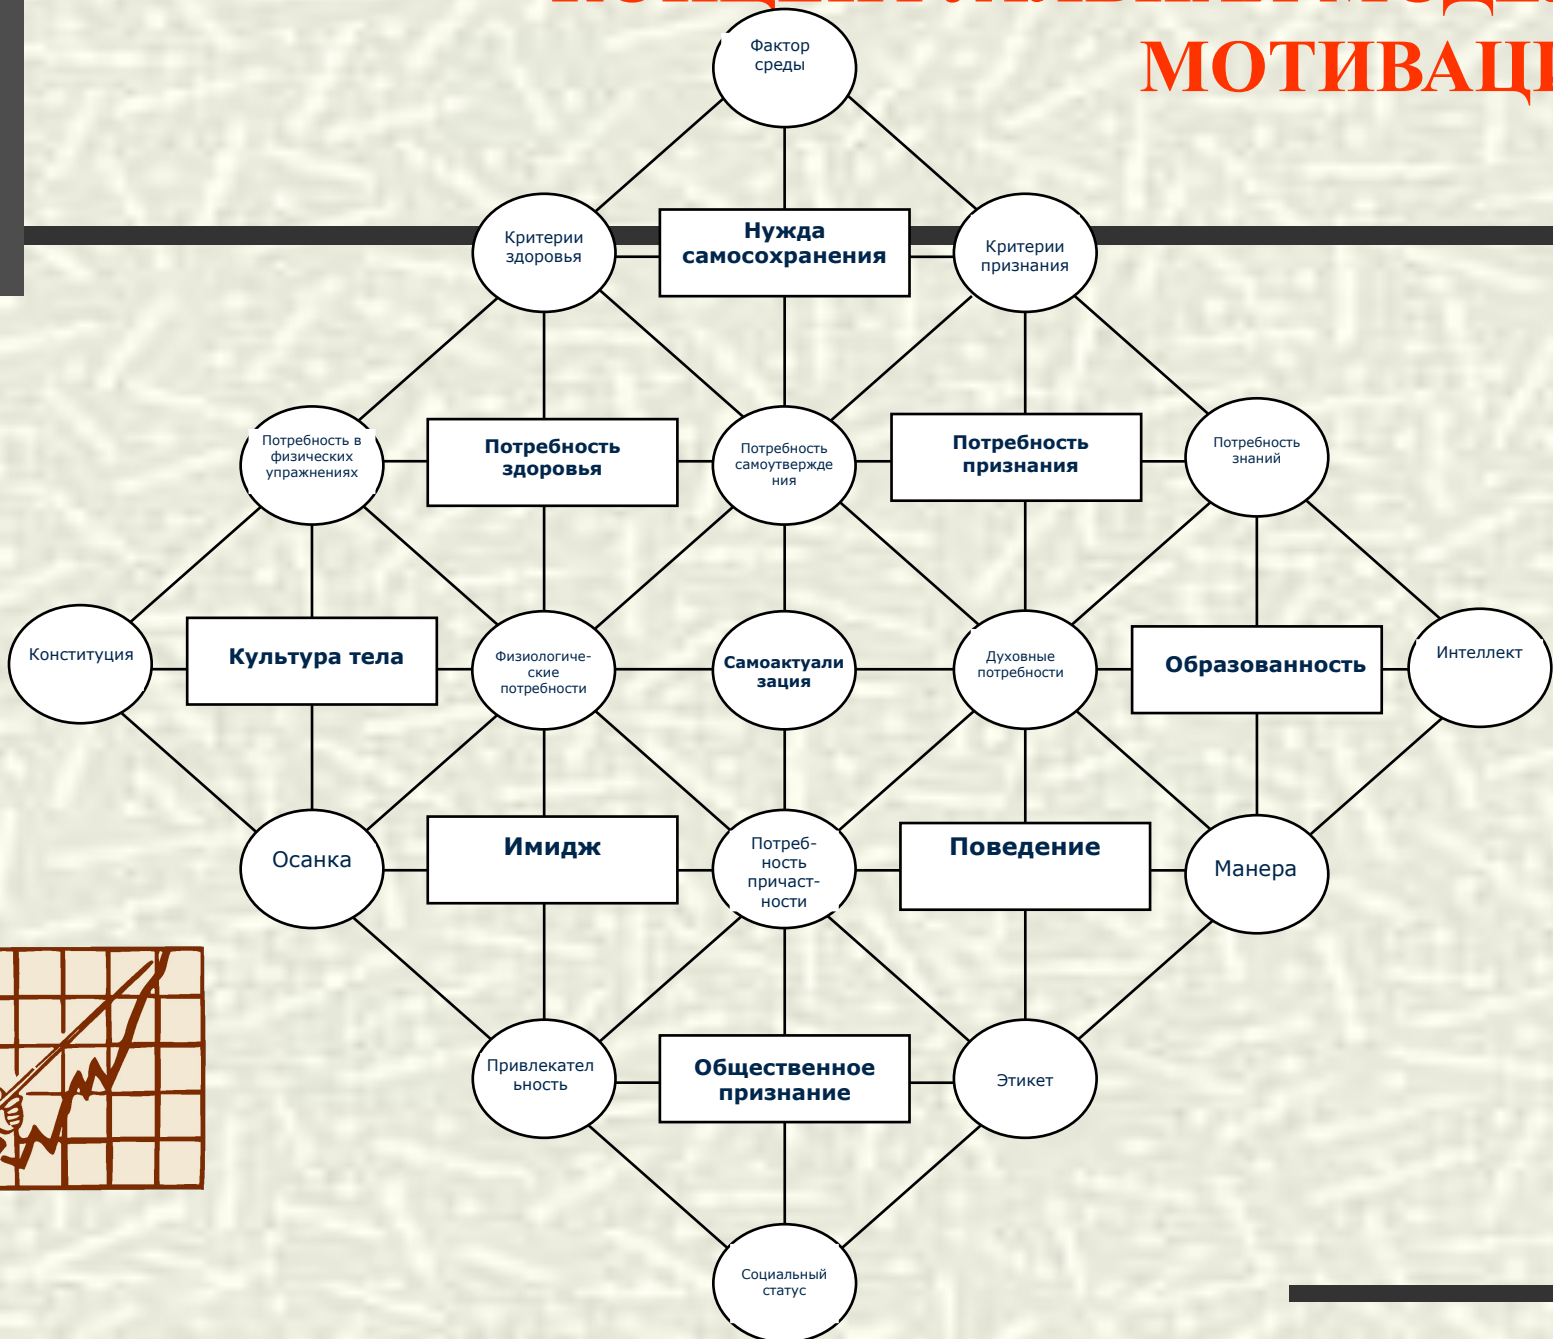 МОТИВАЦ
Фактор
среды
Критерии
здоровья
Нужда
самосохранения
Критерии
признания
Потребность в
физических
упражнениях
Потребность
здоровья
Потребность
самоутвержде
ния
Потребность
признания
Потребность
знаний
Конституция
Культура тела
Физиологиче-
ские
потребности
Самоактуали
зация
Духовные
потребности
Образованность
Интеллект
Осанка
Имидж
Потреб-
ность
причаст-
ности
Поведение
Манера
Привлекател
ьность
Общественное
признание
Этикет
Социальный
статус